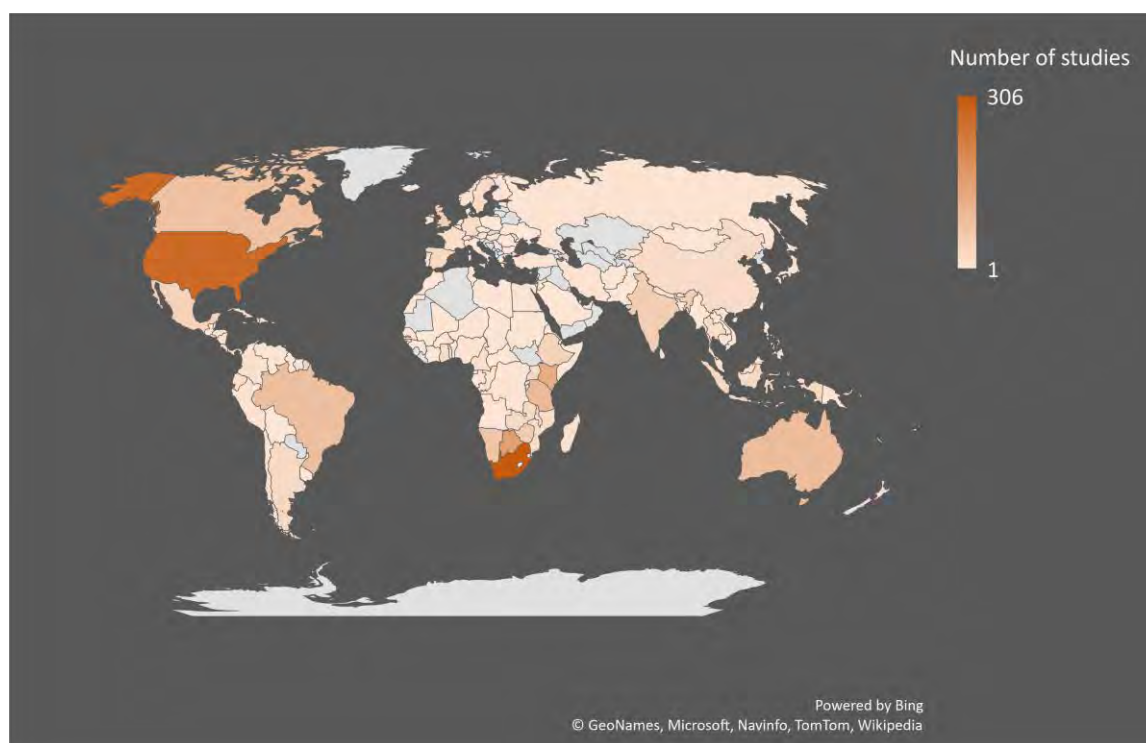 Number of studies
306
1
Powered by Bing
© GeoNames, Microsoft, Navinfo, TomTom, Wikipedia